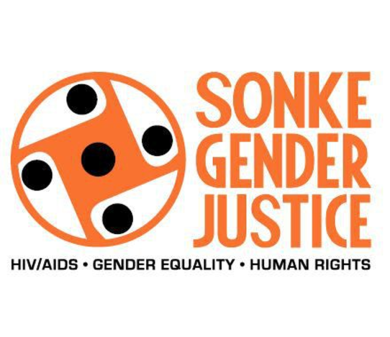 SONKE
GENDER
JUSTICE
HIV/AIDS • GENDER EQUALITY • HUMAN RIGHTS